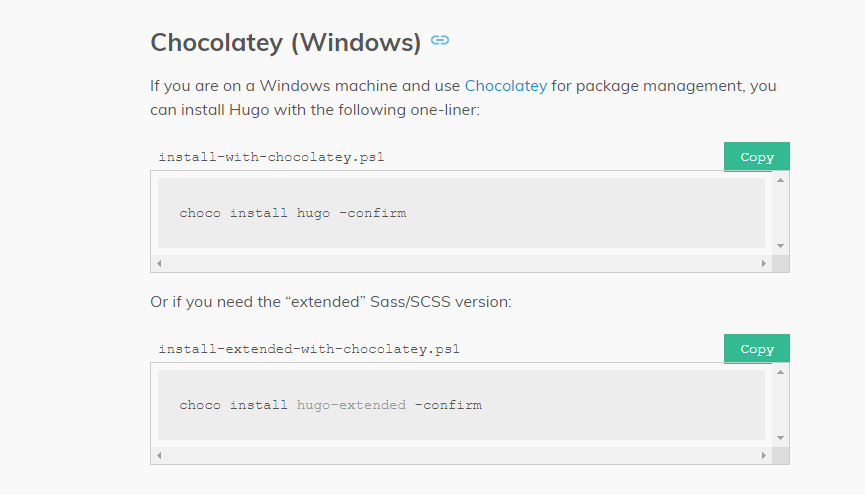 Chocolatey (Windows)
If you are on a Windows machine and use Chocolatey for package management, you
can install Hugo with the following one-liner:
install-with-chocolatey.ps1
Copy
choco install hugo -confirm
Or if you need the “extended” Sass/SCSS version:
install-extended-with-chocolatey.ps1
Copy
choco install hugo-extended -confirm